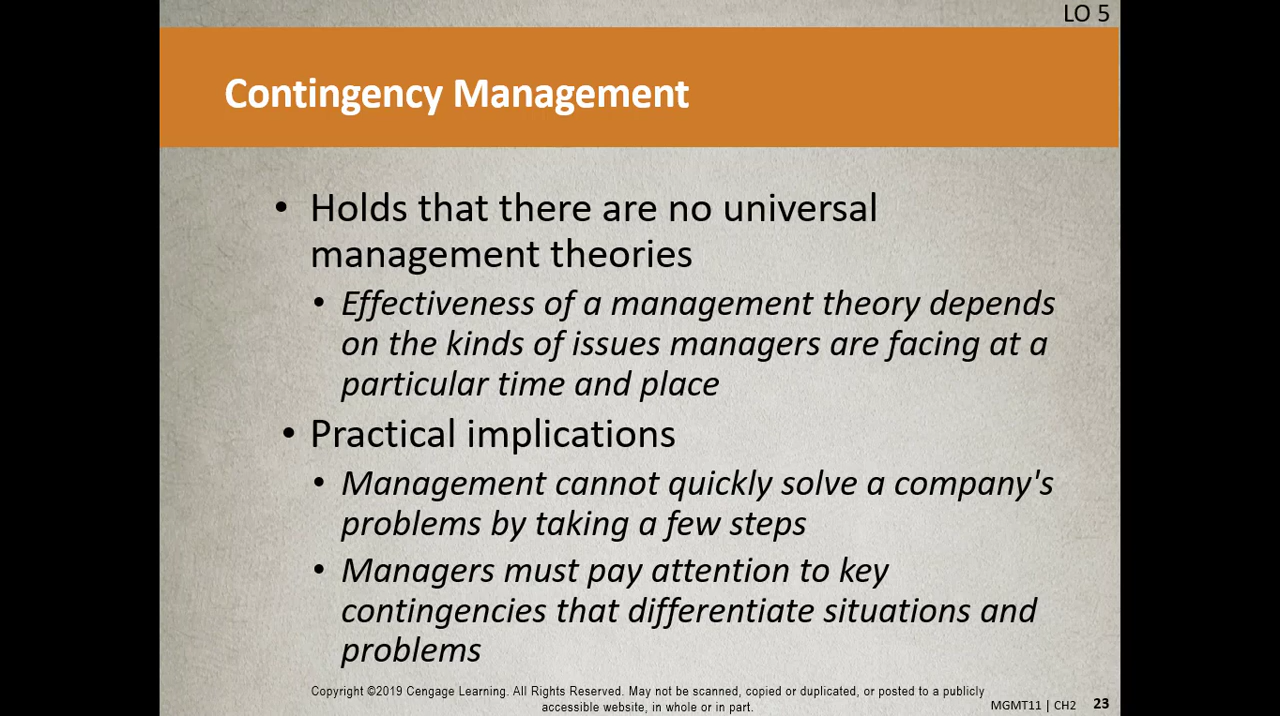 LO 5
Contingency Management
• Holds that there are no universal
management theories
• Effectiveness of a management theory depends
on the kinds of issues managers are facing at a
particular time and place
• Practical implications
• Management cannot quickly solve a company's
problems by taking a few steps
• Managers must pay attention to key
contingencies that differentiate situations and
problems
Copyright ©2019 Cengage Learning. All Rights Reserved. May not be scanned, copied or duplicated, or posted to a publicly
accessible website, in whole or in part.
MGMT11 | CH2 23